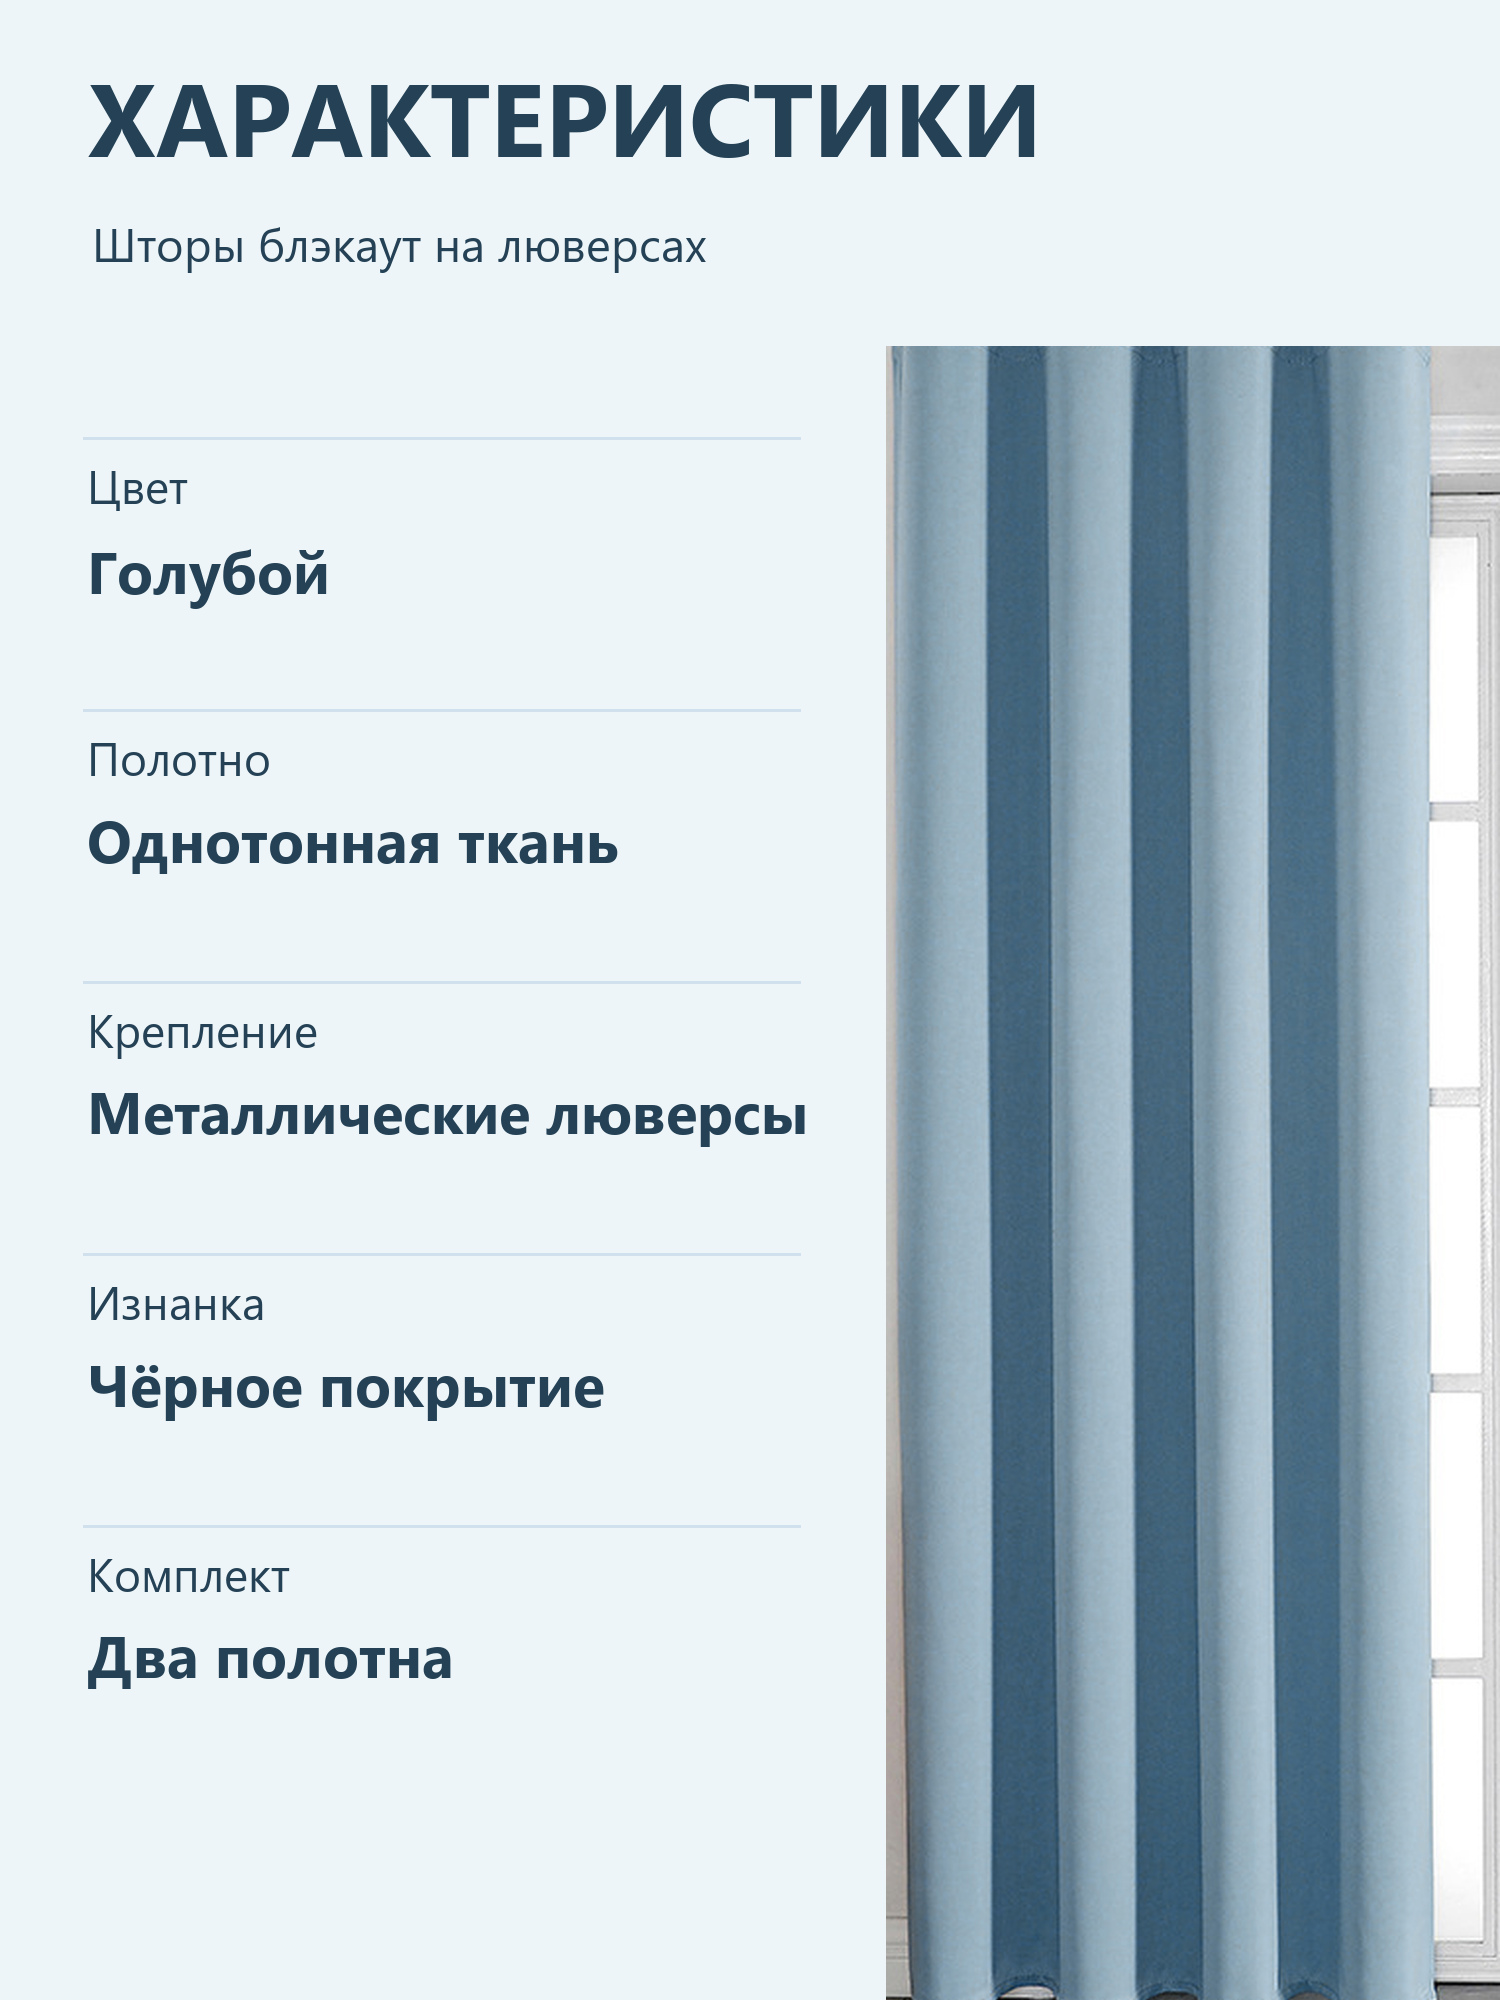 ХАРАКТЕРИСТИКИ
Шторы блэкаут на люверсах
Цвет
Голубой
Полотно
Однотонная ткань
Крепление
Металлические люверсы
Изнанка
Чёрное покрытие
Комплект
Два полотна